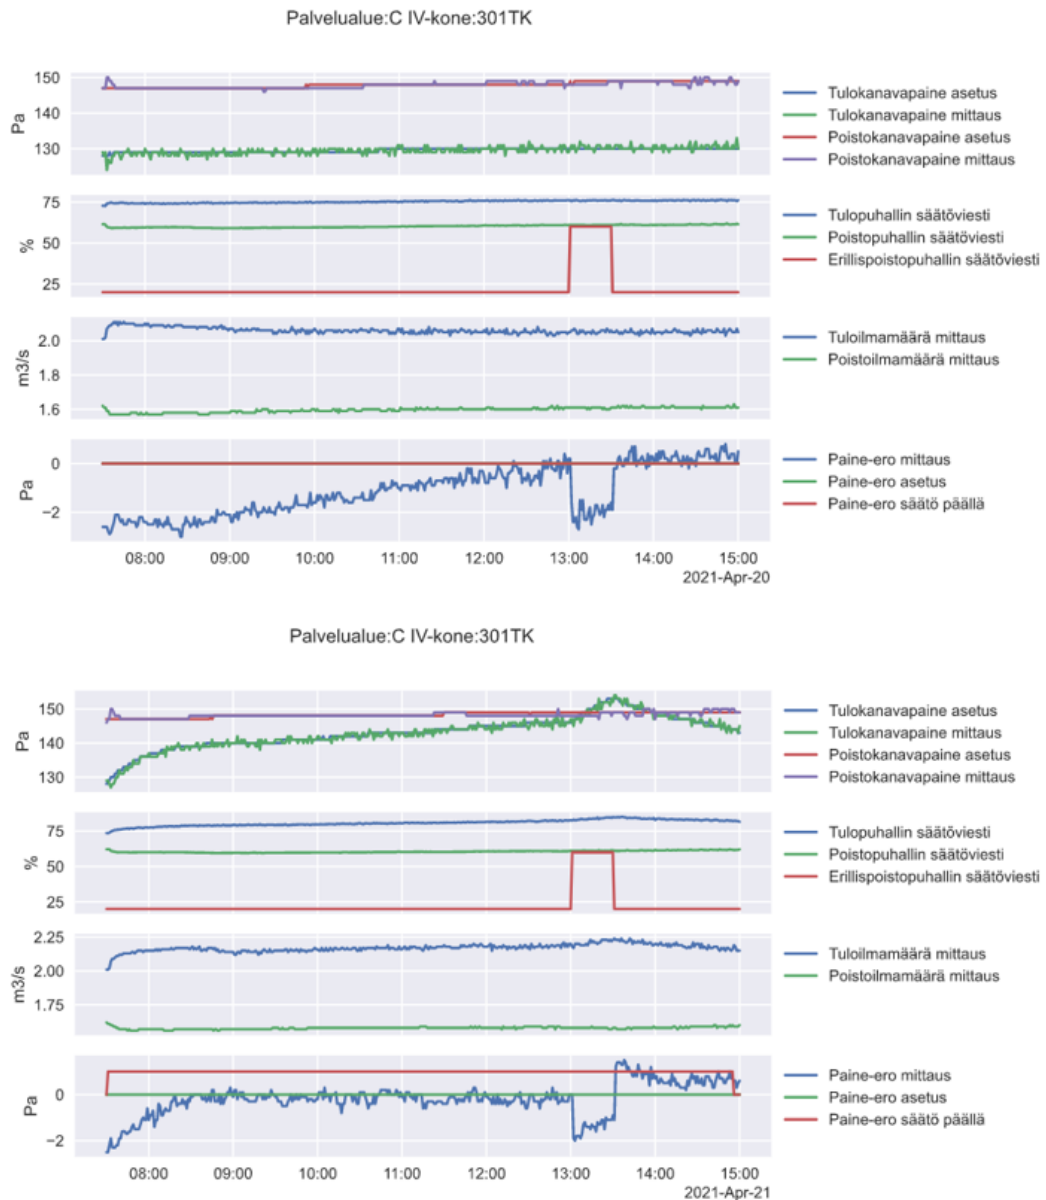 Palvelualue:C IV-kone:301TK
150
140
130
Pa
Tulokanavapaine asetus
Tulokanavapaine mittaus
Poistokanavapaine asetus
Poistokanavapaine mittaus
75
50
25
%
Tulopuhallin säätöviesti
Poistopuhallin säätöviesti
Erillispoistopuhallin säätöviesti
2.0
1.8
1.6
m3/s
Tuloilmamäärä mittaus
Poistoilmamäärä mittaus
0
−2
Pa
Paine-ero mittaus
Paine-ero asetus
Paine-ero säätö päällä
08:00 09:00 10:00 11:00 12:00 13:00 14:00 15:00
2021-Apr-20
Palvelualue:C IV-kone:301TK
150
140
130
Pa
Tulokanavapaine asetus
Tulokanavapaine mittaus
Poistokanavapaine asetus
Poistokanavapaine mittaus
75
50
25
%
Tulopuhallin säätöviesti
Poistopuhallin säätöviesti
Erillispoistopuhallin säätöviesti
2.25
2.00
1.75
m3/s
Tuloilmamäärä mittaus
Poistoilmamäärä mittaus
0
−2
Pa
Paine-ero mittaus
Paine-ero asetus
Paine-ero säätö päällä
08:00 09:00 10:00 11:00 12:00 13:00 14:00 15:00
2021-Apr-21